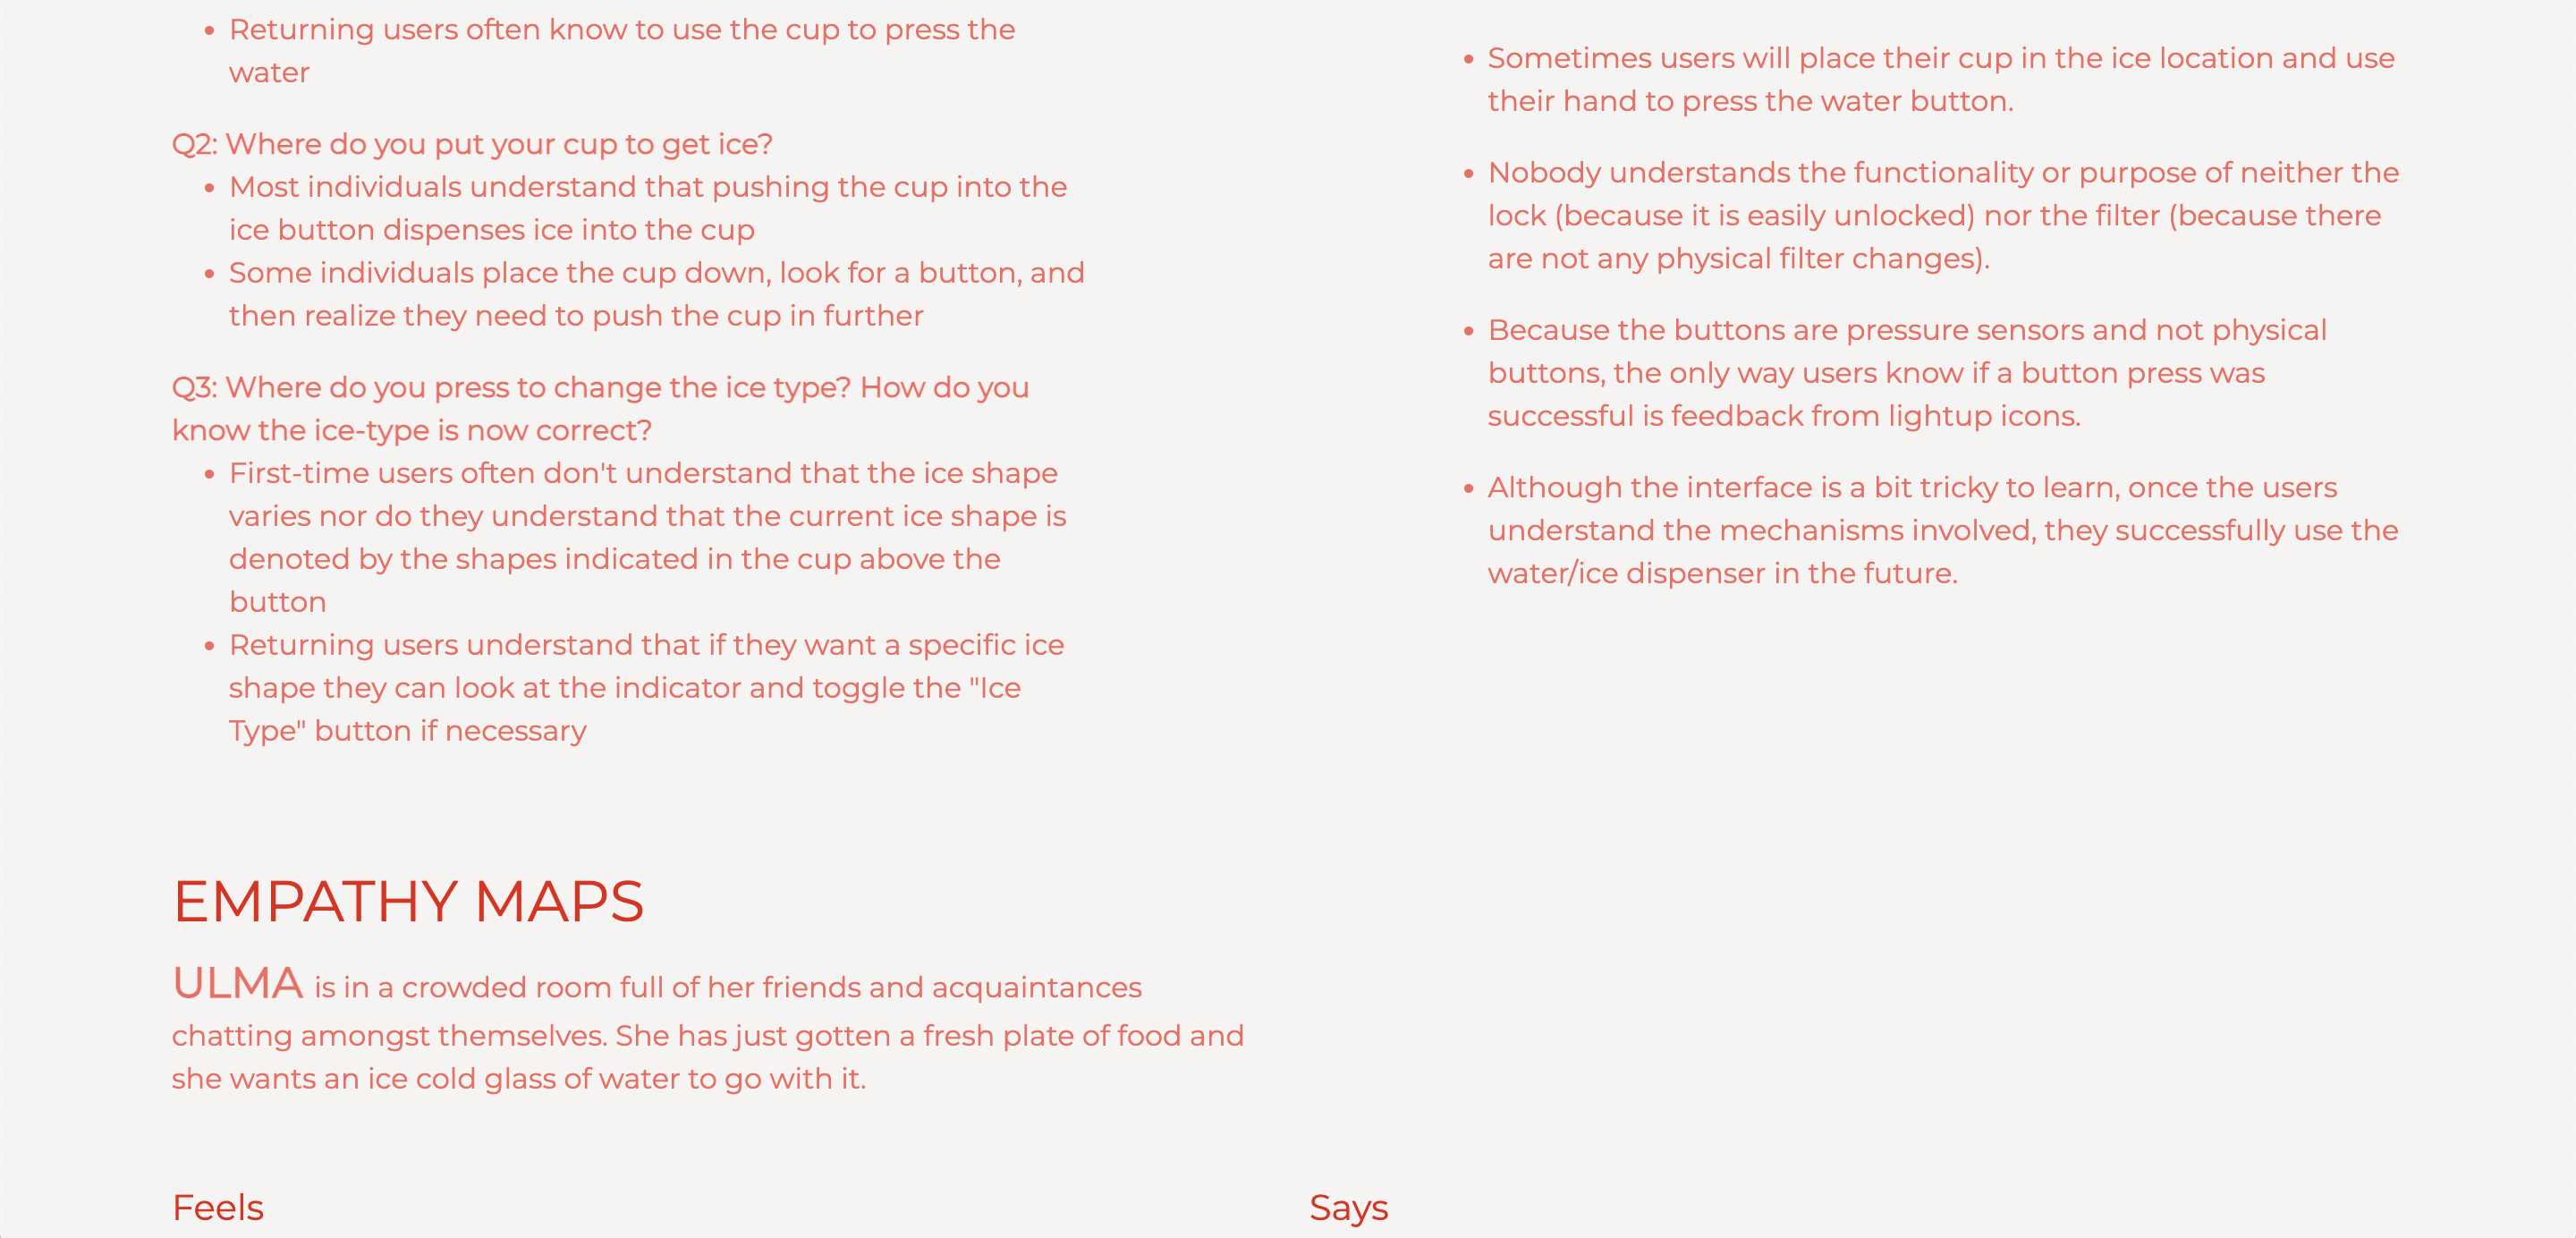 • Returning users often know to use the cup to press the
water
Q2: Where do you put your cup to get ice?
• Most individuals understand that pushing the cup into the
ice button dispenses ice into the cup
• Some individuals place the cup down, look for a button, and
then realize they need to push the cup in further
Q3: Where do you press to change the ice type? How do you
know the ice-type is now correct?
• First-time users often don't understand that the ice shape
varies nor do they understand that the current ice shape is
denoted by the shapes indicated in the cup above the
button
• Returning users understand that if they want a specific ice
shape they can look at the indicator and toggle the "Ice
Type" button if necessary
• Sometimes users will place their cup in the ice location and use
their hand to press the water button.
• Nobody understands the functionality or purpose of neither the
lock (because it is easily unlocked) nor the filter (because there
are not any physical filter changes).
• Because the buttons are pressure sensors and not physical
buttons, the only way users know if a button press was
successful is feedback from lightup icons.
• Although the interface is a bit tricky to learn, once the users
understand the mechanisms involved, they successfully use the
water/ice dispenser in the future.
EMPATHY MAPS
ULMA is in a crowded room full of her friends and acquaintances
chatting amongst themselves. She has just gotten a fresh plate of food and
she wants an ice cold glass of water to go with it.
Feels
Says